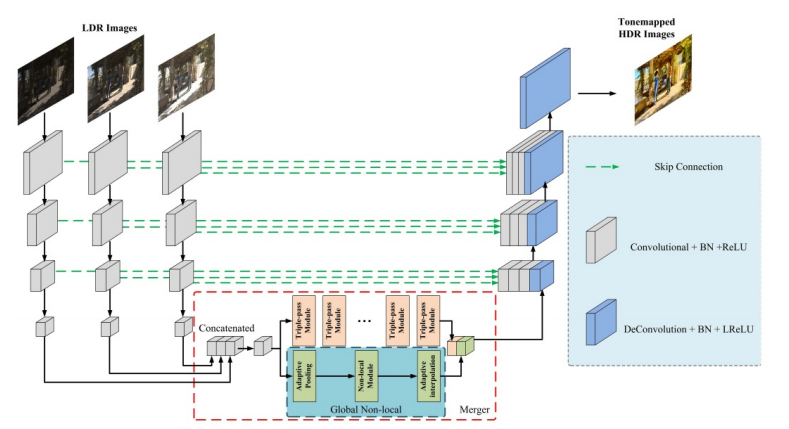 LDR Images
Tonemapped
HDR Images
Skip Connection
Convolutional + BN +ReLU
DeConvolution + BN + LReLU
Concatenated
Triple-pass
Module
Triple-pass
Module
...
Triple-pass
Module
Triple-pass
Module
Adaptive
Pooling
Non-local
Module
Adaptive
interpolation
Global Non-local
Merger